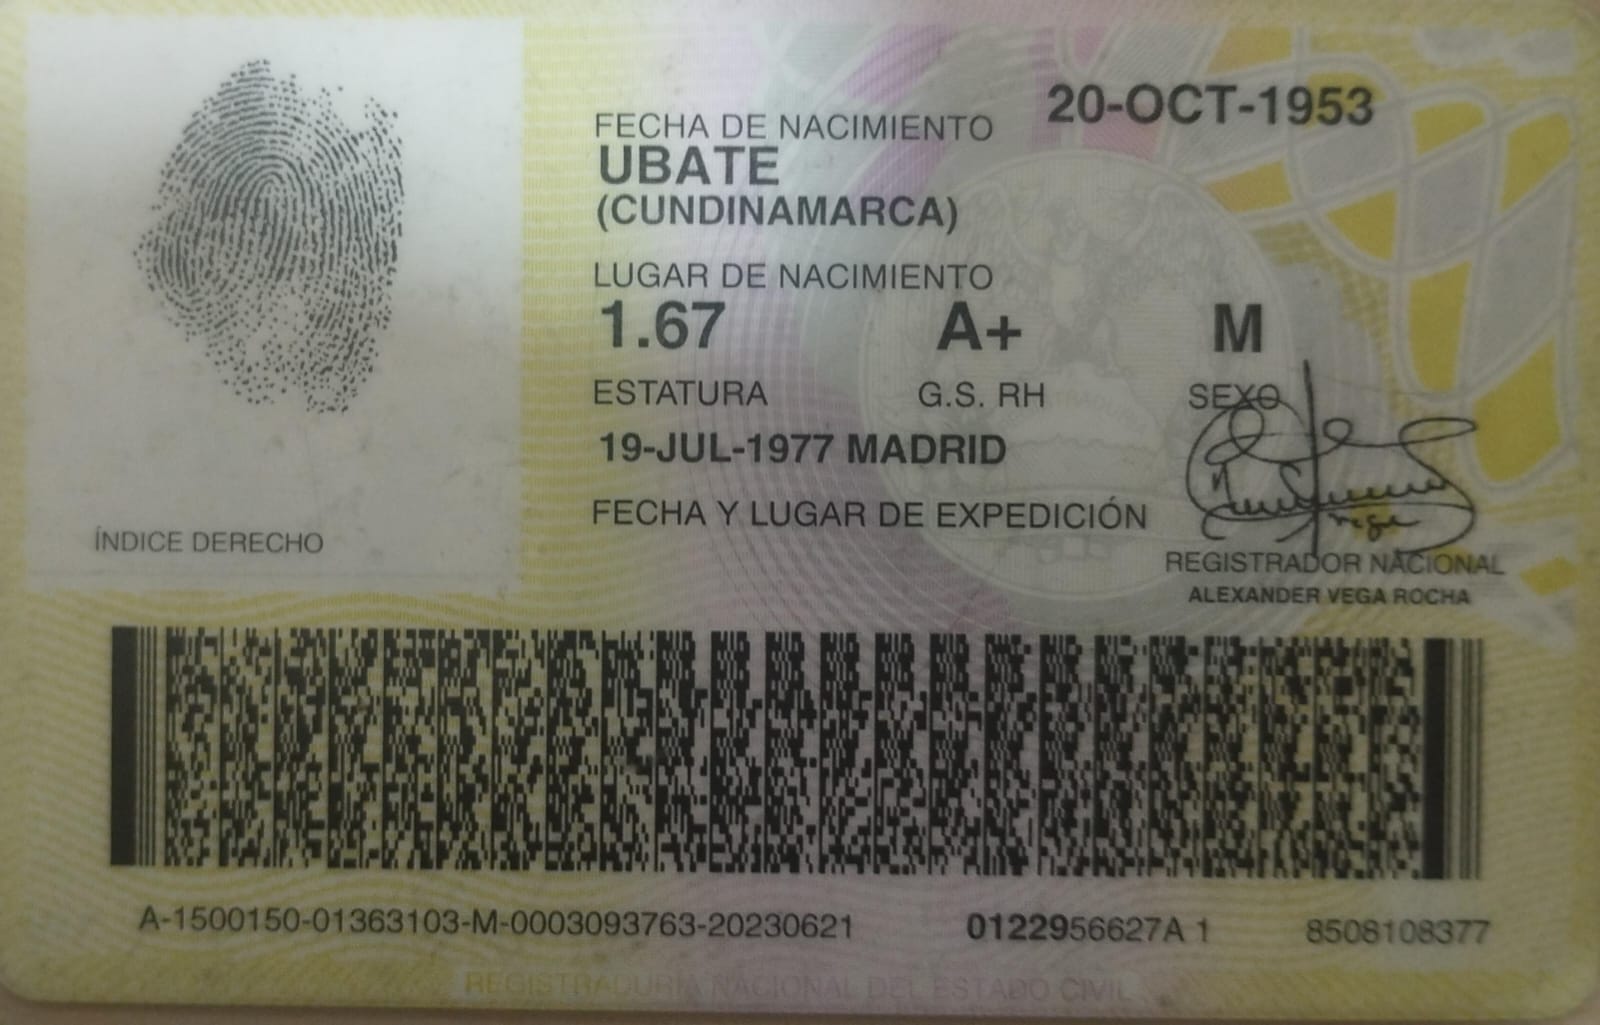 20-OCT-1953
FECHA DE NACIMIENTO
UBATE
(CUNDINAMARCA)
LUGAR DE NACIMIENTO
1.67 A+ M
ESTATURA G.S. RH SEXO
19-JUL-1977 MADRID
FECHA Y LUGAR DE EXPEDICIÓN
ÍNDICE DERECHO
REGISTRADOR NACIONAL
ALEXANDER VEGA ROCHA
A-1500150-01363103-M-0003093763-20230621 0122956627A 1 8508108377
REGISTRADURÍA NACIONAL DEL ESTADO CIVIL